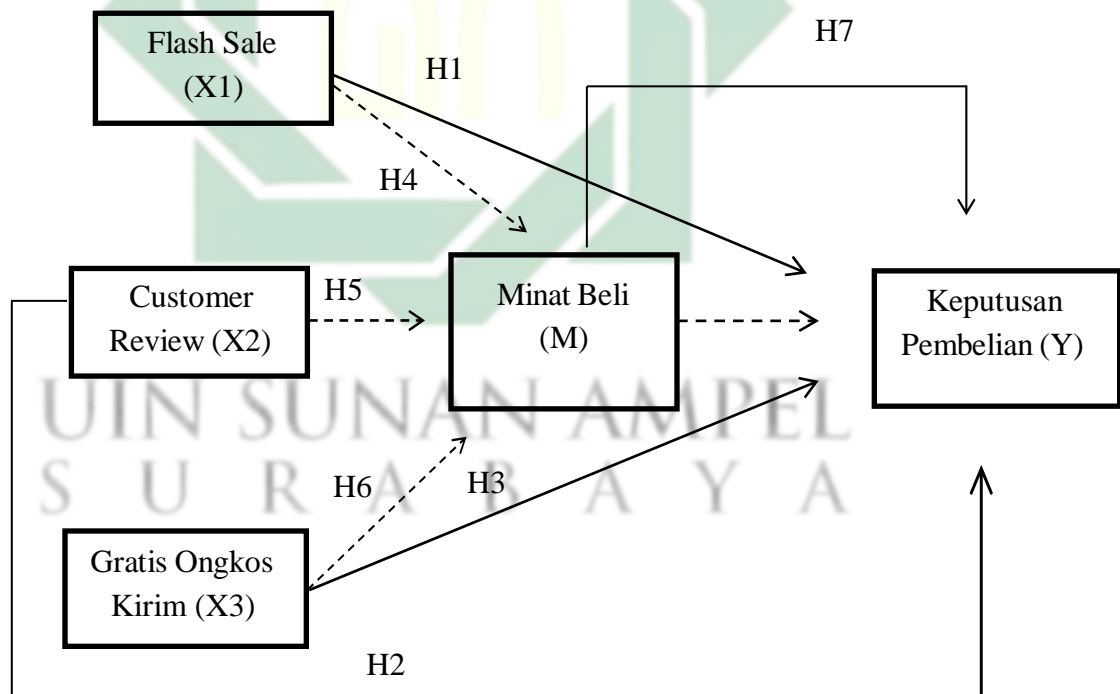 H7
Flash Sale
(X1)
H1
H4
Customer
Review (X2)
H5
Minat Beli
(M)
Keputusan
Pembelian (Y)
UIN SUNAN AMPEL
S U R A B A Y A
H6
H3
Gratis Ongkos
Kirim (X3)
H2